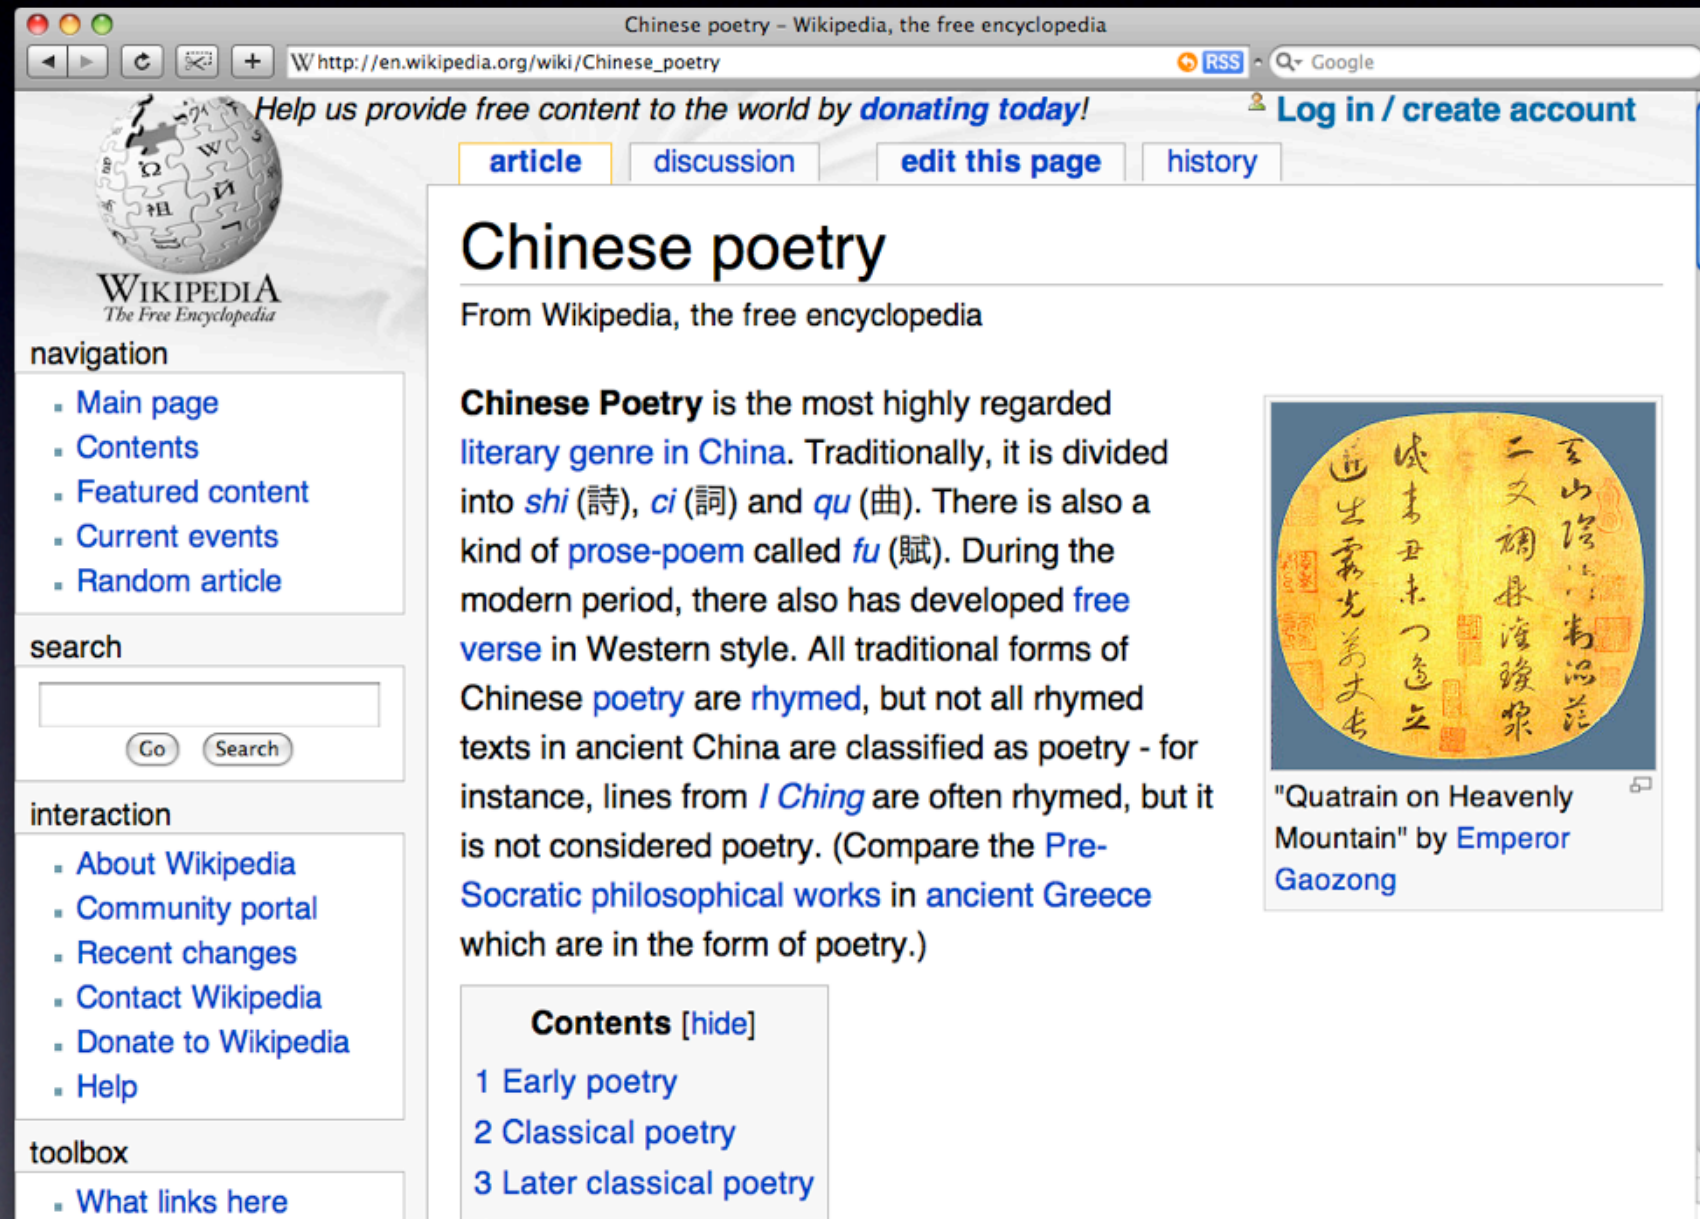 Chinese poetry – Wikipedia, the free encyclopedia
W http://en.wikipedia.org/wiki/Chinese_poetry
RSS
Google
Help us provide free content to the world by donating today!
Log in / create account
article
discussion
edit this page
history
WIKIPEDIA
The Free Encyclopedia
navigation
Main page
Contents
Featured content
Current events
Random article
search
Go
Search
interaction
About Wikipedia
Community portal
Recent changes
Contact Wikipedia
Donate to Wikipedia
Help
toolbox
What links here
Chinese poetry
From Wikipedia, the free encyclopedia
Chinese Poetry is the most highly regarded
literary genre in China. Traditionally, it is divided
into shi (詩), ci (詞) and qu (曲). There is also a
kind of prose-poem called fu (賦). During the
modern period, there also has developed free
verse in Western style. All traditional forms of
Chinese poetry are rhymed, but not all rhymed
texts in ancient China are classified as poetry - for
instance, lines from I Ching are often rhymed, but it
is not considered poetry. (Compare the Pre-
Socratic philosophical works in ancient Greece
which are in the form of poetry.)
"Quatrain on Heavenly
Mountain" by Emperor
Gaozong
Contents [hide]
1 Early poetry
2 Classical poetry
3 Later classical poetry